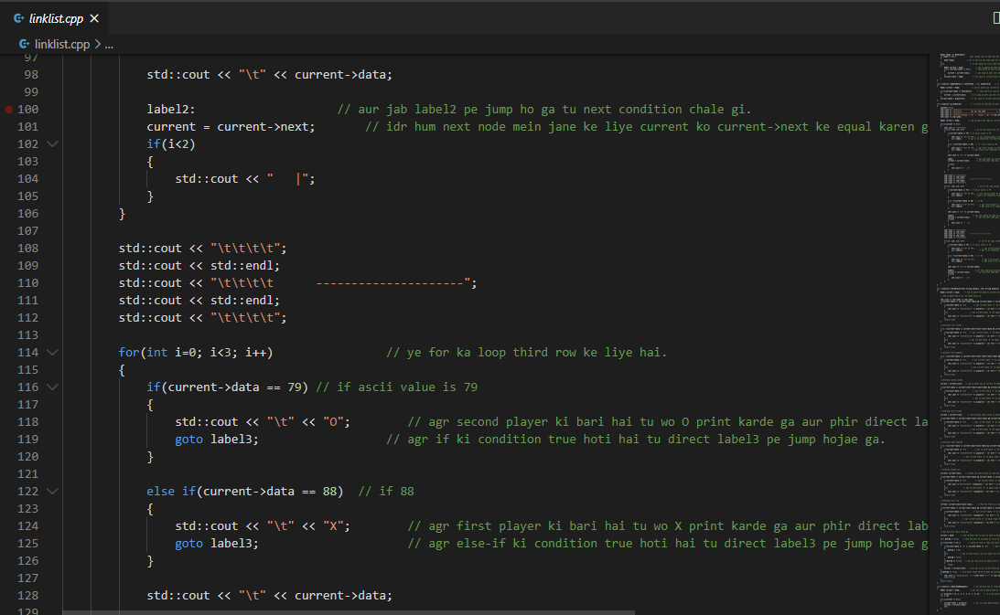 linklist.cpp
linklist.cpp > ...
97
98 std::cout << "\t" << current->data;
99
100 label2: // aur jab label2 pe jump ho ga tu next condition chale gi.
101 current = current->next; // idr hum next node mein jane ke liye current ko current->next ke equal karen g
102 if(i<2)
103 {
104 std::cout << "   |";
105 }
106 }
107
108 std::cout << "\t\t\t\t";
109 std::cout << std::endl;
110 std::cout << "\t\t\t\t      ---------------------";
111 std::cout << std::endl;
112 std::cout << "\t\t\t\t";
113
114 for(int i=0; i<3; i++) // ye for ka loop third row ke liye hai.
115 {
116 if(current->data == 79) // if ascii value is 79
117 {
118 std::cout << "\t" << "O"; // agr second player ki bari hai tu wo O print karde ga aur phir direct la
119 goto label3; // agr if ki condition true hoti hai tu direct label3 pe jump hojae ga.
120 }
121
122 else if(current->data == 88) // if 88
123 {
124 std::cout << "\t" << "X"; // agr first player ki bari hai tu wo X print karde ga aur phir direct lab
125 goto label3; // agr else-if ki condition true hoti hai tu direct label3 pe jump hojae g
126 }
127
128 std::cout << "\t" << current->data;
129